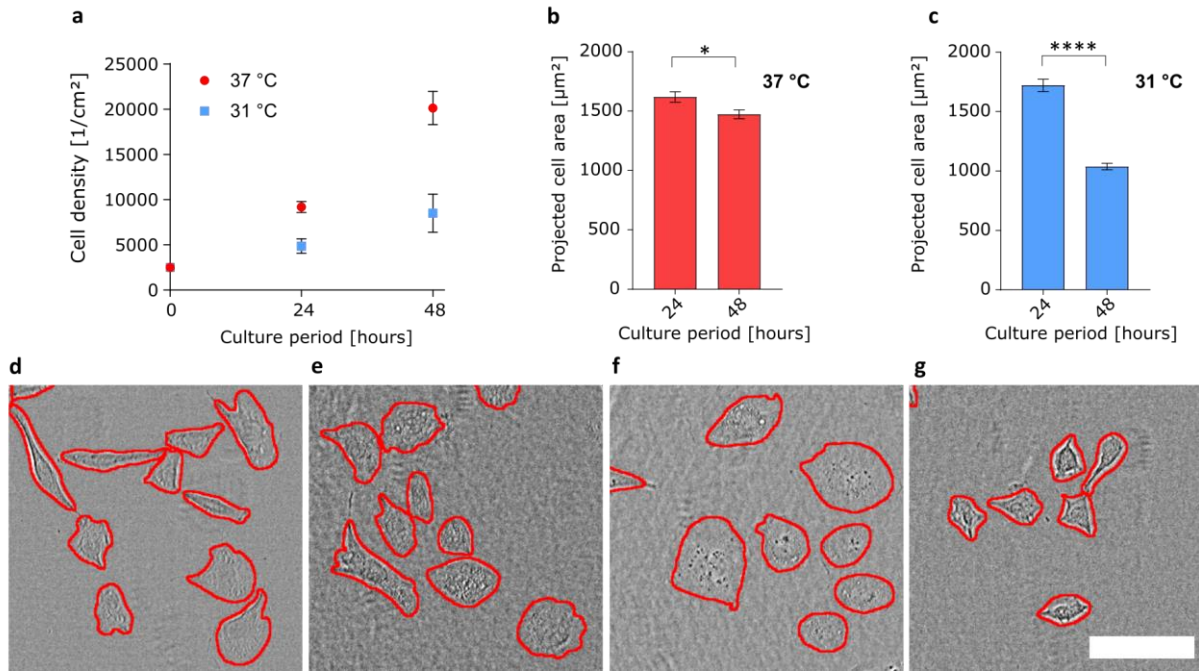 a
25000
20000
15000
10000
5000
0
Cell density [1/cm²]
37 °C
31 °C
0
24
48
Culture period [hours]
b
2000
1500
1000
500
0
Projected cell area [µm²]
*
37 °C
24
48
Culture period [hours]
c
2000
1500
1000
500
0
Projected cell area [µm²]
****
31 °C
24
48
Culture period [hours]
d
e
f
g